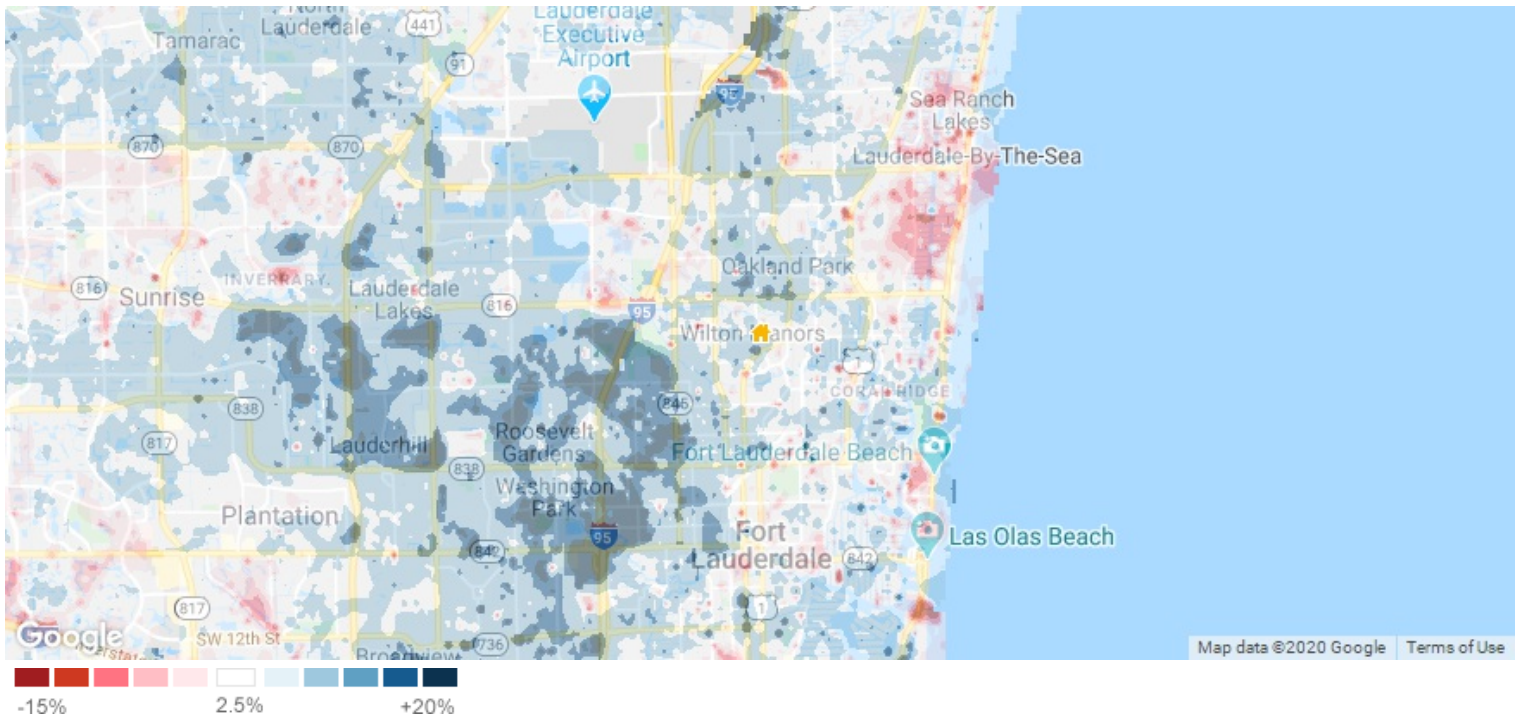 North
Lauderdale
Tamarac
441
Lauderdale
Executive
Airport
91
95
Sea Ranch
Lakes
870
870
Lauderdale-By-The-Sea
INVERRARY
Oakland Park
816
Sunrise
Lauderdale
Lakes
816
95
Wilton Manors
1
CORAL RIDGE
838
845
817
Lauderhill
Roosevelt
Gardens
Fort Lauderdale Beach
838
Washington
Park
Plantation
95
Fort
Lauderdale
Las Olas Beach
842
842
817
1
Google
SW 12th St
736
Broadview
Map data ©2020 Google
Terms of Use
-15%
2.5%
+20%